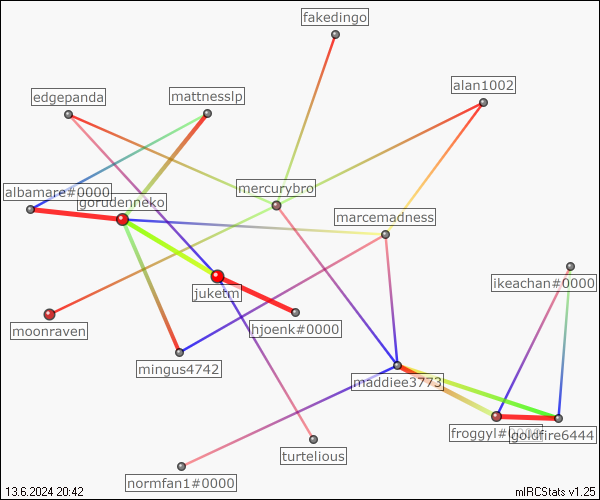 fakedingo
alan1002
edgepanda
mattnesslp
albamare#0000
gorudenneko
mercurybro
marcemadness
ikeachan#0000
juketm
moonraven
hjoenk#0000
mingus4742
maddiee3773
froggyl#
goldfire6444
turtelious
normfan1#0000
13.6.2024 20:42
mIRCStats v1.25